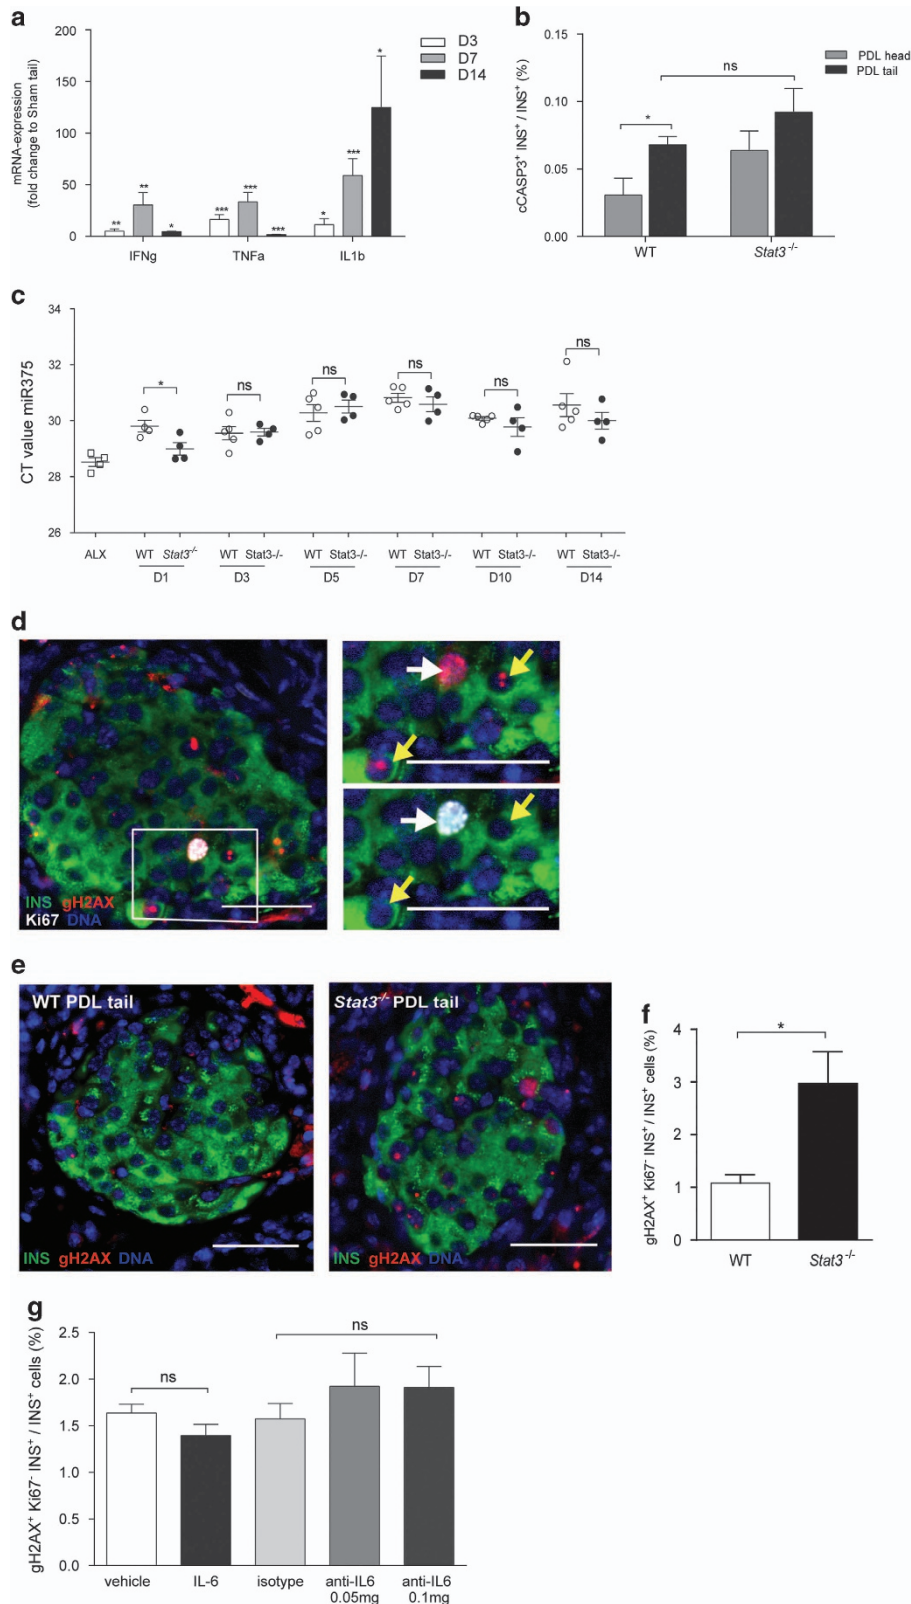 a
200
150
100
50
0
mRNA-expression
(fold change to Sham tail)
D3
D7
D14
** ** *
*** *** ***
* *** *
IFNg TNFa IL1b
b
0.15
0.10
0.05
0.00
cCASP3+ INS+ / INS+ (%)
PDL head
PDL tail
ns
*
WT Stat3-/-
c
34
32
30
28
26
CT value miR375
* ns ns ns ns ns
ALX WT Stat3-/- WT Stat3-/- WT Stat3-/- WT Stat3-/- WT Stat3-/- WT Stat3-/-
D1 D3 D5 D7 D10 D14
d
INS gH2AX
Ki67 DNA
e
WT PDL tail
INS gH2AX DNA
Stat3-/- PDL tail
INS gH2AX DNA
f
4
3
2
1
0
gH2AX+ Ki67- INS+ / INS+ cells (%)
*
WT Stat3-/-
g
2.5
2.0
1.5
1.0
0.5
0.0
gH2AX+ Ki67- INS+ / INS+ cells (%)
ns
ns
vehicle IL-6 isotype anti-IL6 anti-IL6
0.05mg 0.1mg